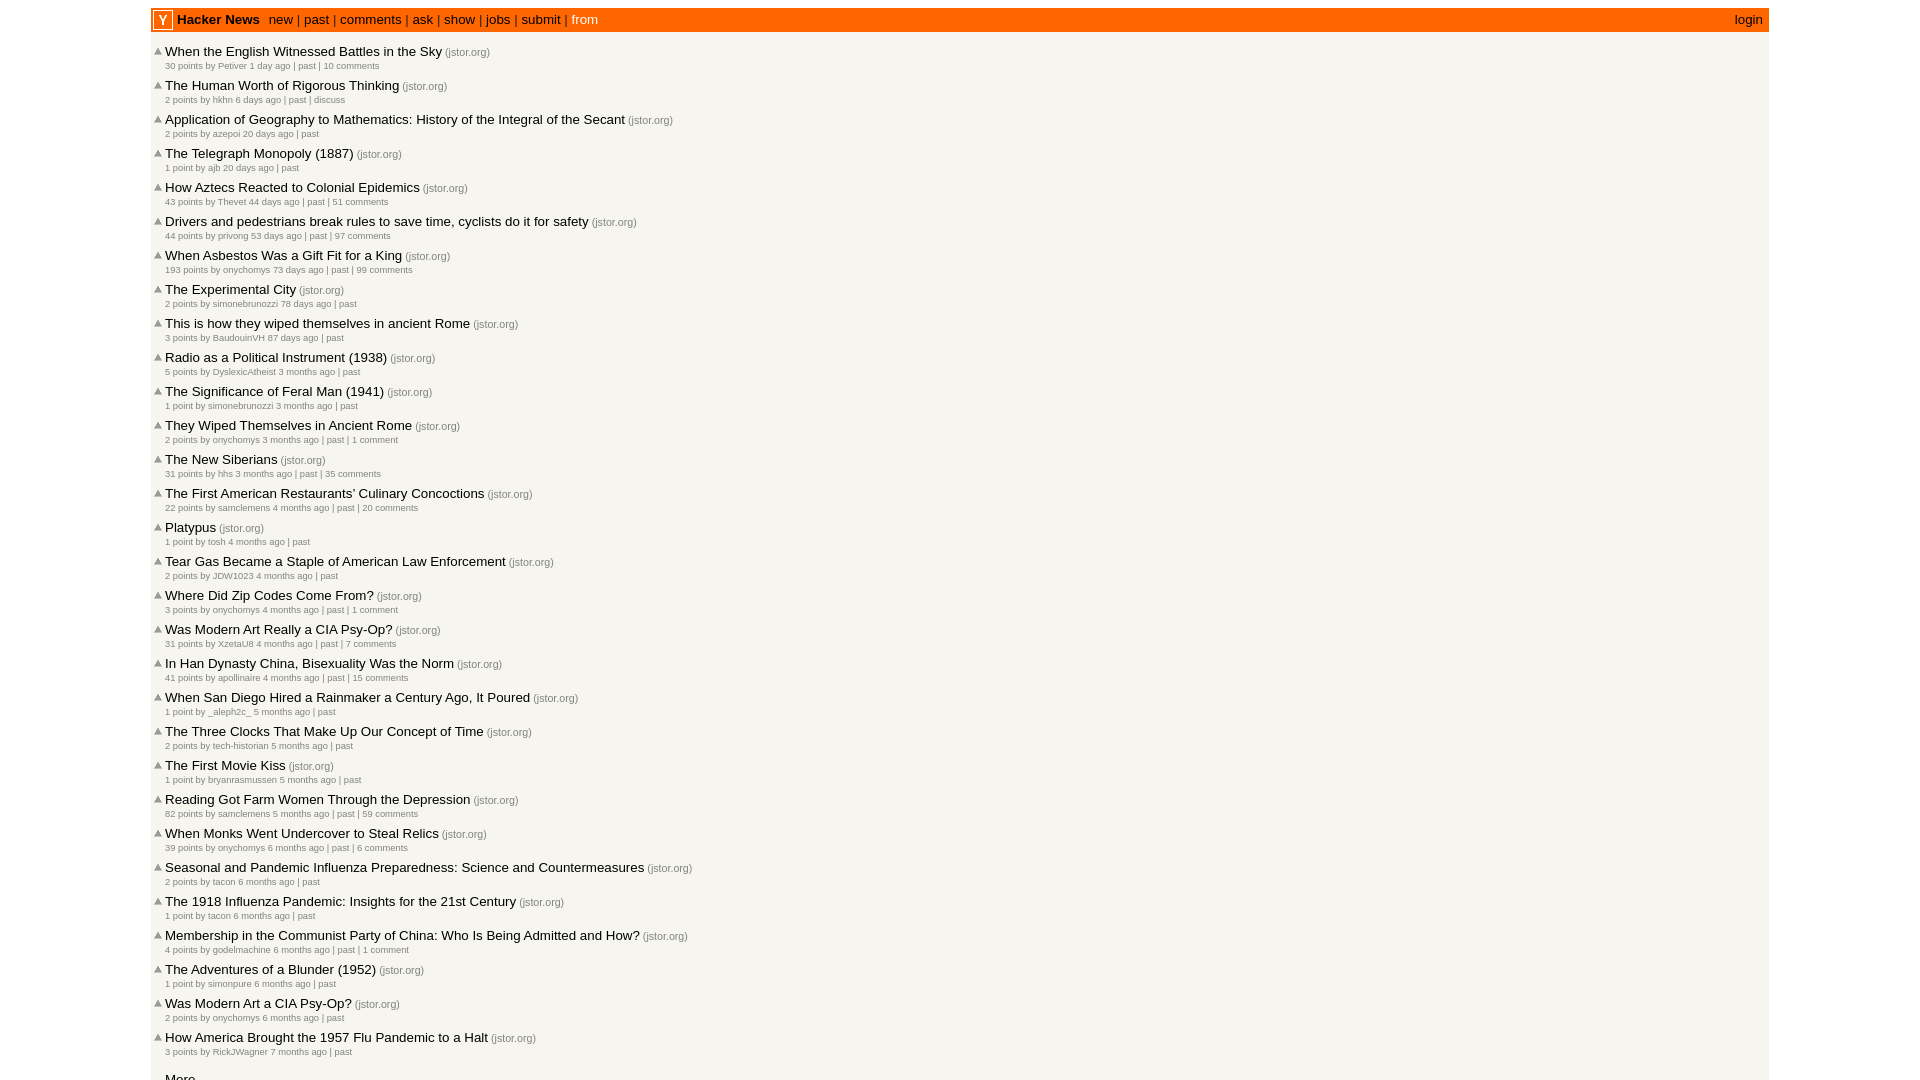 Y Hacker News new | past | comments | ask | show | jobs | submit | from login
When the English Witnessed Battles in the Sky (jstor.org)
30 points by Petiver 1 day ago | past | 10 comments
The Human Worth of Rigorous Thinking (jstor.org)
2 points by hkhn 6 days ago | past | discuss
Application of Geography to Mathematics: History of the Integral of the Secant (jstor.org)
2 points by azepoi 20 days ago | past
The Telegraph Monopoly (1887) (jstor.org)
1 point by ajb 20 days ago | past
How Aztecs Reacted to Colonial Epidemics (jstor.org)
43 points by Thevet 44 days ago | past | 51 comments
Drivers and pedestrians break rules to save time, cyclists do it for safety (jstor.org)
44 points by privong 53 days ago | past | 97 comments
When Asbestos Was a Gift Fit for a King (jstor.org)
193 points by onychomys 73 days ago | past | 99 comments
The Experimental City (jstor.org)
2 points by simonebrunozzi 78 days ago | past
This is how they wiped themselves in ancient Rome (jstor.org)
3 points by BaudouinVH 87 days ago | past
Radio as a Political Instrument (1938) (jstor.org)
5 points by DyslexicAtheist 3 months ago | past
The Significance of Feral Man (1941) (jstor.org)
1 point by simonebrunozzi 3 months ago | past
They Wiped Themselves in Ancient Rome (jstor.org)
2 points by onychomys 3 months ago | past | 1 comment
The New Siberians (jstor.org)
31 points by hhs 3 months ago | past | 35 comments
The First American Restaurants’ Culinary Concoctions (jstor.org)
22 points by samclemens 4 months ago | past | 20 comments
Platypus (jstor.org)
1 point by tosh 4 months ago | past
Tear Gas Became a Staple of American Law Enforcement (jstor.org)
2 points by JDW1023 4 months ago | past
Where Did Zip Codes Come From? (jstor.org)
3 points by onychomys 4 months ago | past | 1 comment
Was Modern Art Really a CIA Psy-Op? (jstor.org)
31 points by XzetaU8 4 months ago | past | 7 comments
In Han Dynasty China, Bisexuality Was the Norm (jstor.org)
41 points by apollinaire 4 months ago | past | 15 comments
When San Diego Hired a Rainmaker a Century Ago, It Poured (jstor.org)
1 point by _aleph2c_ 5 months ago | past
The Three Clocks That Make Up Our Concept of Time (jstor.org)
2 points by tech-historian 5 months ago | past
The First Movie Kiss (jstor.org)
1 point by bryanrasmussen 5 months ago | past
Reading Got Farm Women Through the Depression (jstor.org)
82 points by samclemens 5 months ago | past | 59 comments
When Monks Went Undercover to Steal Relics (jstor.org)
39 points by onychomys 6 months ago | past | 6 comments
Seasonal and Pandemic Influenza Preparedness: Science and Countermeasures (jstor.org)
2 points by tacon 6 months ago | past
The 1918 Influenza Pandemic: Insights for the 21st Century (jstor.org)
1 point by tacon 6 months ago | past
Membership in the Communist Party of China: Who Is Being Admitted and How? (jstor.org)
4 points by godelmachine 6 months ago | past | 1 comment
The Adventures of a Blunder (1952) (jstor.org)
1 point by simonpure 6 months ago | past
Was Modern Art a CIA Psy-Op? (jstor.org)
2 points by onychomys 6 months ago | past
How America Brought the 1957 Flu Pandemic to a Halt (jstor.org)
3 points by RickJWagner 7 months ago | past
More